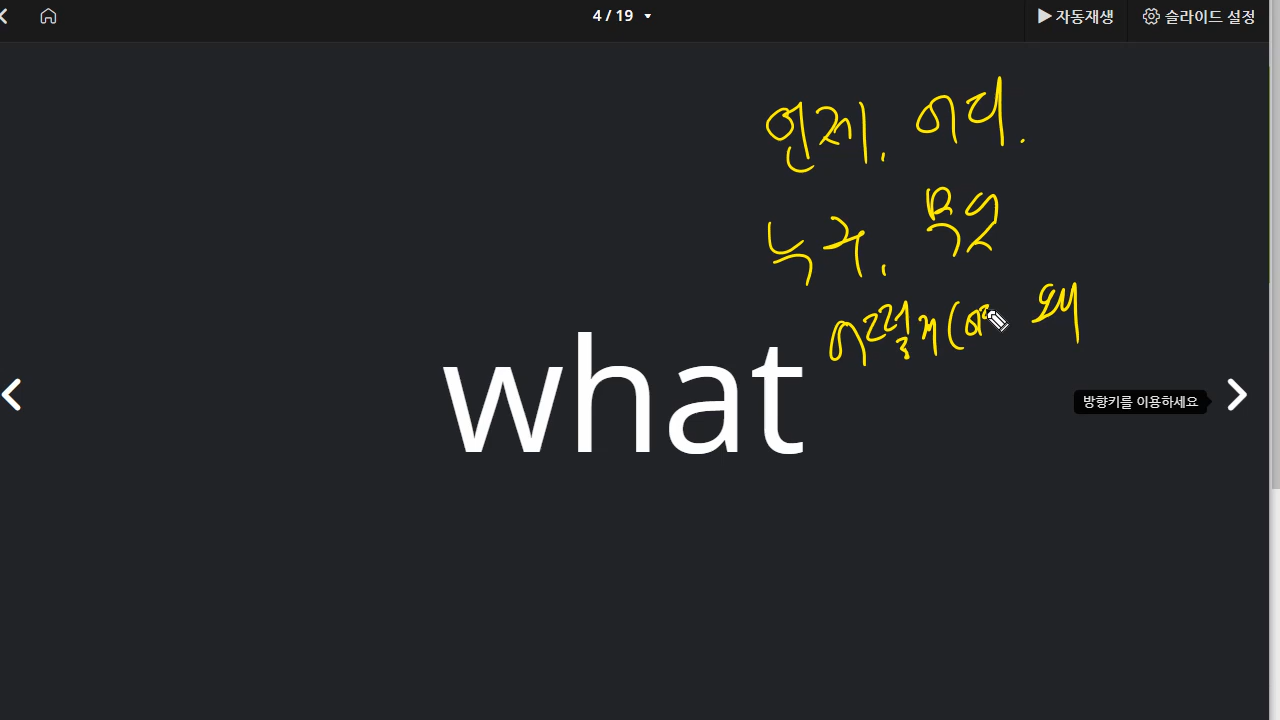 4 / 19
자동재생
슬라이드 설정
언제, 어디.
누구, 무엇
어떻게 왜
what
방향키를 이용하세요